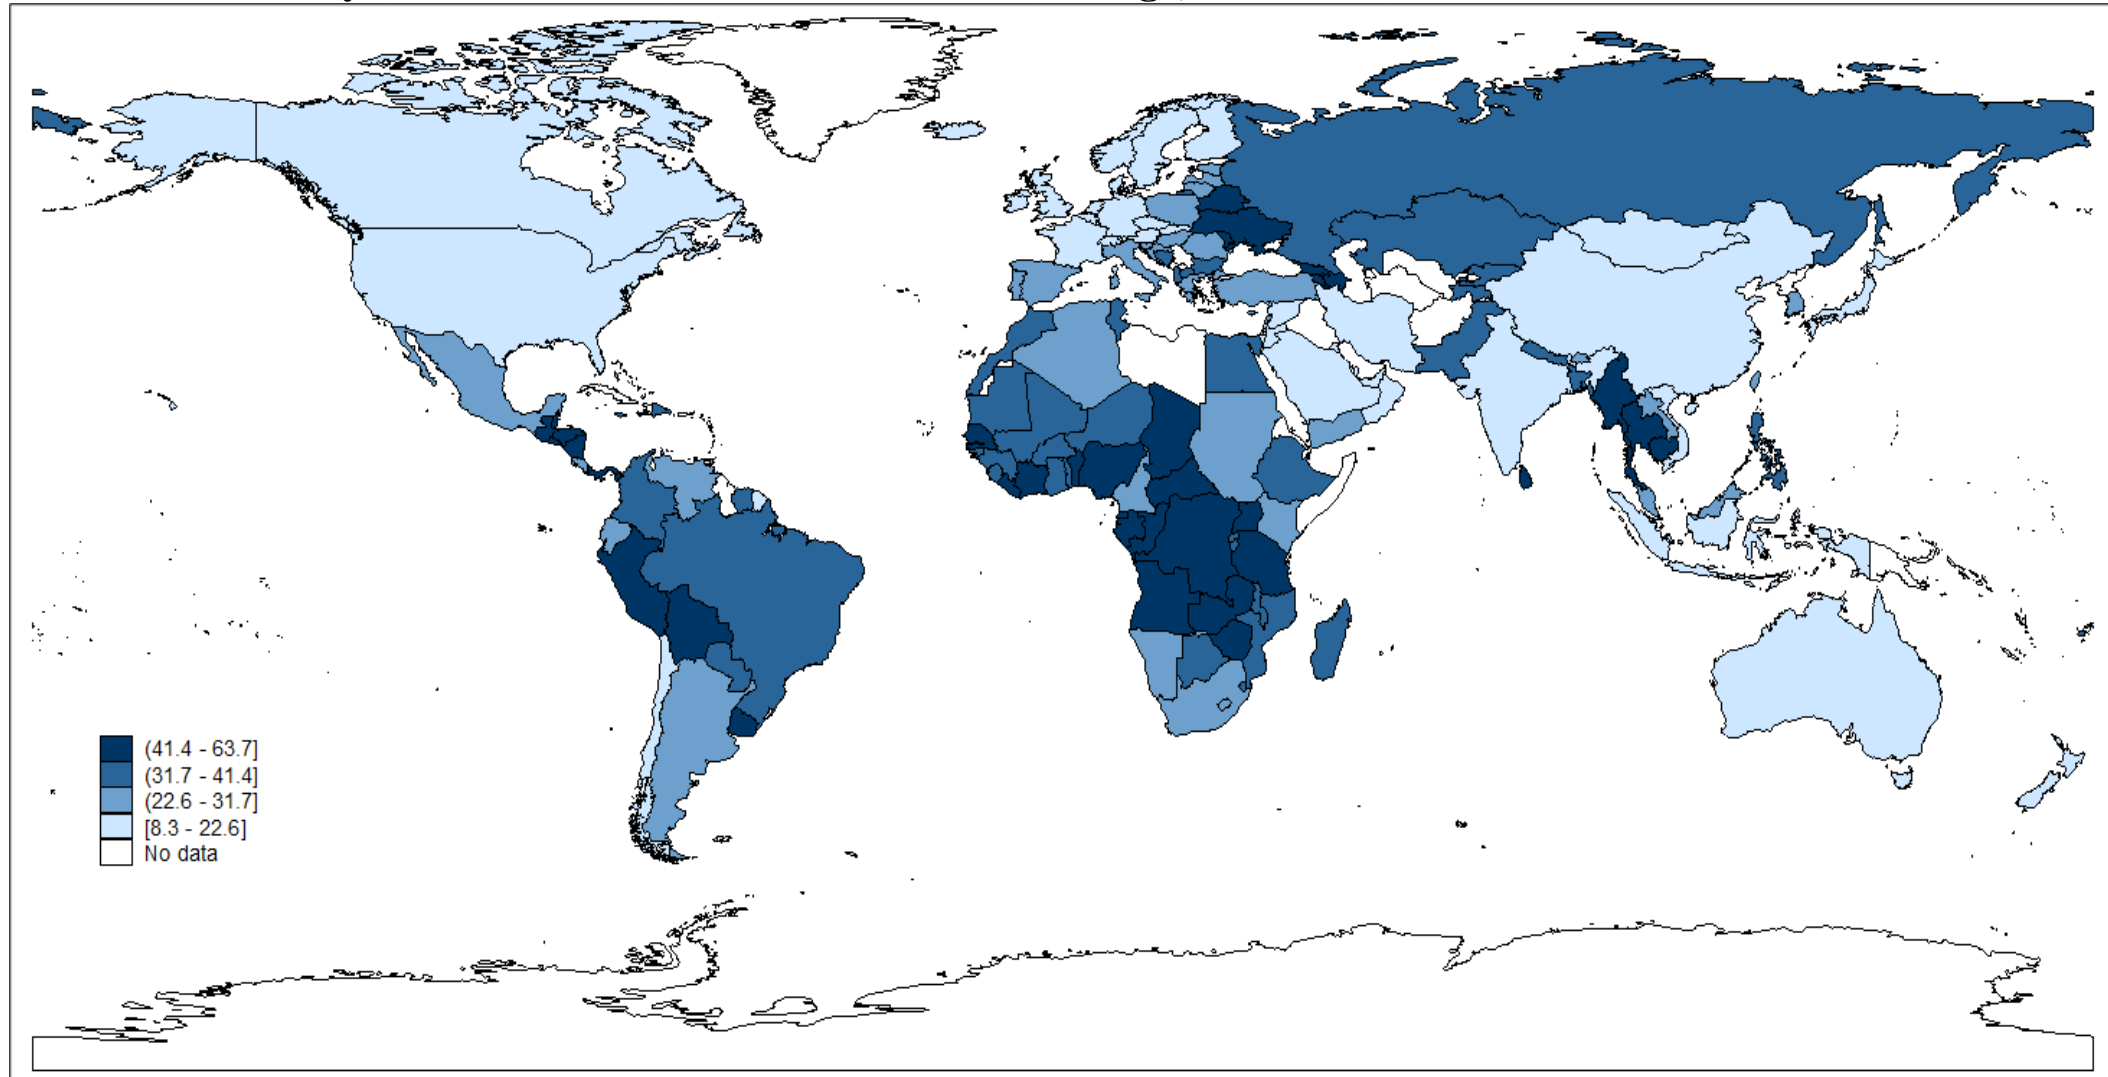 (41.4 - 63.7]
(31.7 - 41.4]
(22.6 - 31.7]
[8.3 - 22.6]
No data